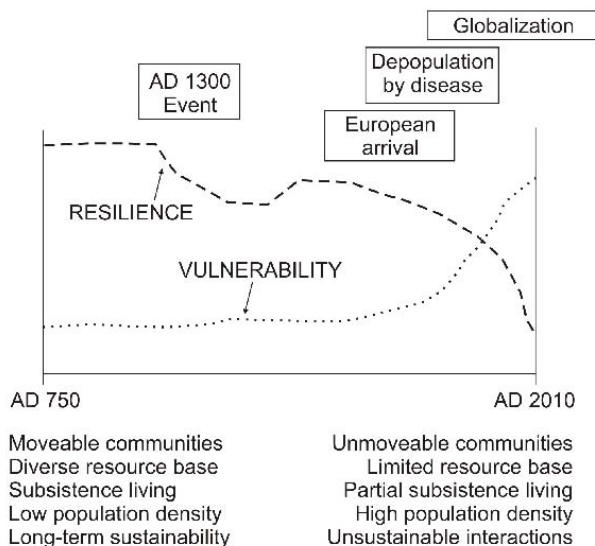 Globalization
Depopulation
by disease
AD 1300
Event
European
arrival
RESILIENCE
VULNERABILITY
AD 750
AD 2010
Moveable communities
Diverse resource base
Subsistence living
Low population density
Long-term sustainability
Unmoveable communities
Limited resource base
Partial subsistence living
High population density
Unsustainable interactions